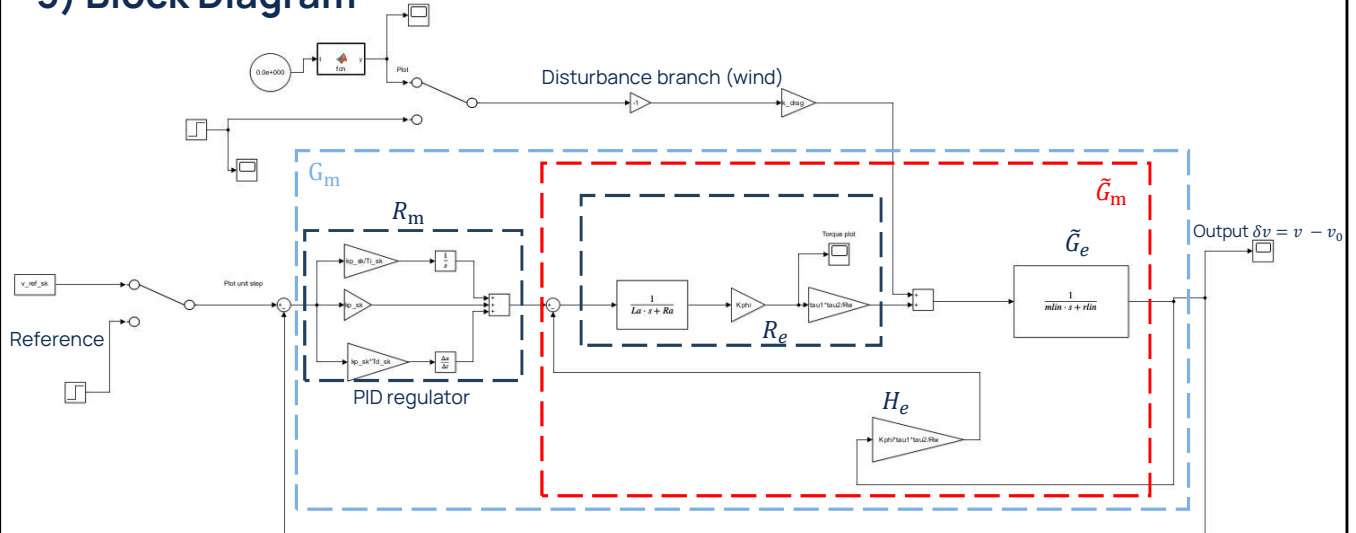 5) Block Diagram
0.0e+000
t
y
fcn
Plot
Disturbance branch (wind)
-1
k_drag
G_m
G̃_m
R_m
Torque plot
G̃_e
Output δv = v − v_0
kp_sk/Ti_sk
1/s
v_ref_sk
Plot unit step
kp_sk
1/(La · s + Ra)
Kphi
tau1*tau2/Rw
1/(mlin · s + rlin)
R_e
Reference
kp_sk*Td_sk
Δu/Δt
PID regulator
H_e
Kphi*tau1*tau2/Rw